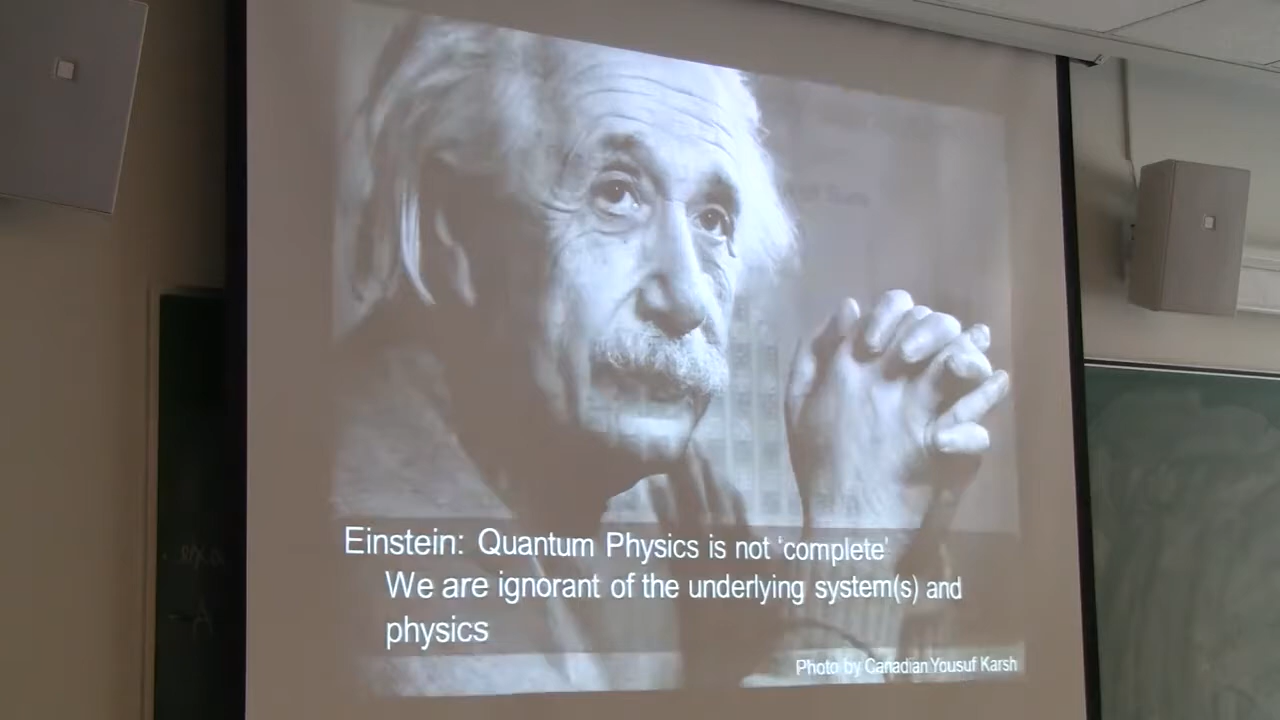 Einstein: Quantum Physics is not ‘complete’
We are ignorant of the underlying system(s) and
physics
Photo by Canadian Yousuf Karsh